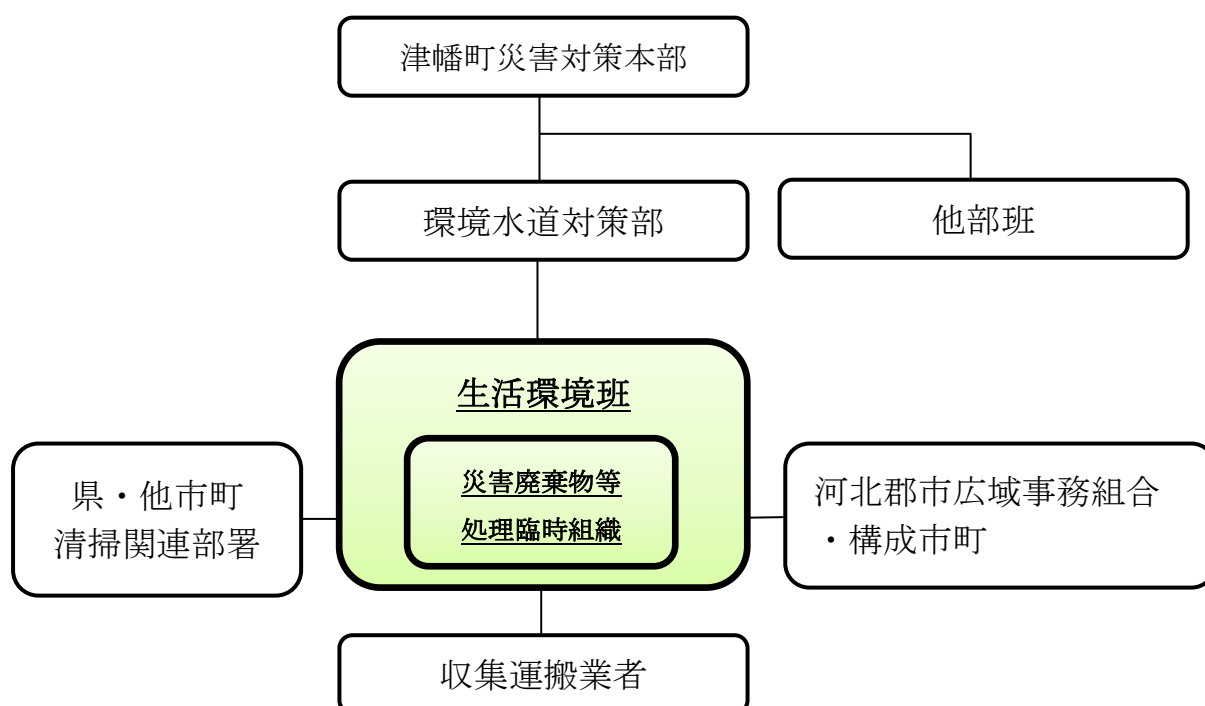 津幡町災害対策本部
環境水道対策部
他部班
生活環境班
災害廃棄物等
処理臨時組織
県・他市町
清掃関連部署
河北郡市広域事務組合
・構成市町
収集運搬業者